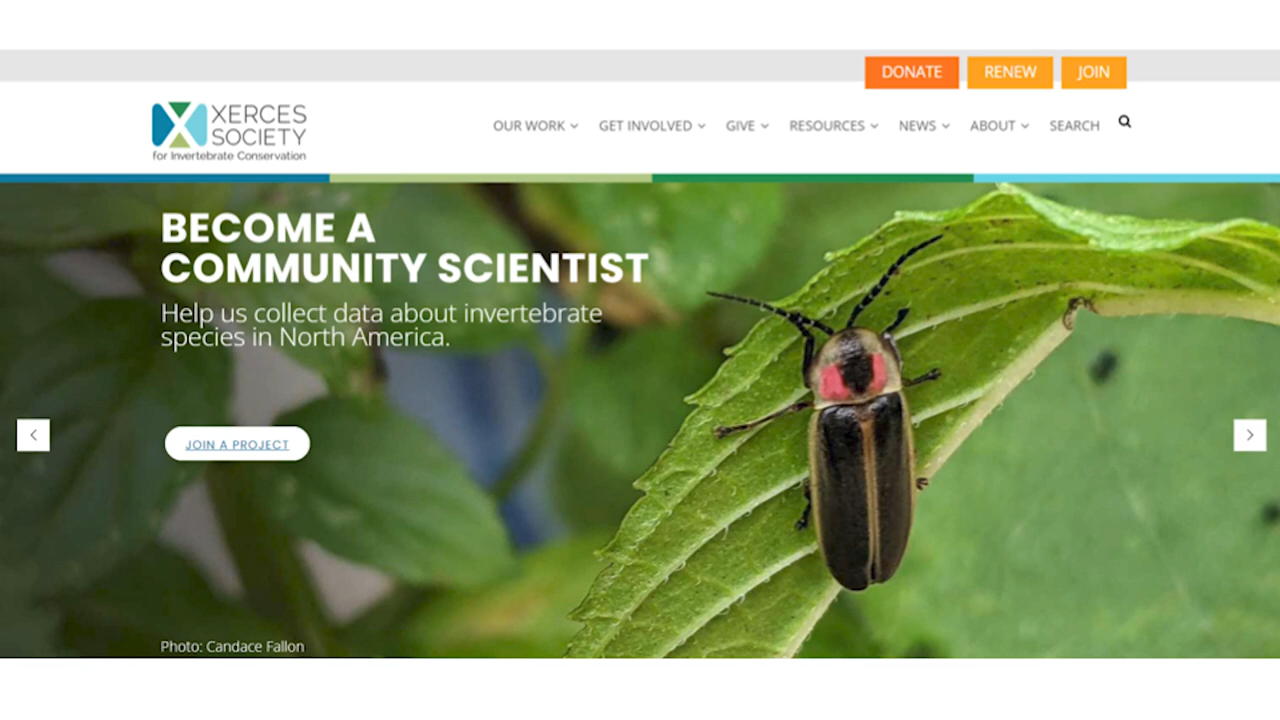 DONATE RENEW JOIN
XERCES
SOCIETY
for Invertebrate Conservation
OUR WORK GET INVOLVED GIVE RESOURCES NEWS ABOUT SEARCH
BECOME A
COMMUNITY SCIENTIST
Help us collect data about invertebrate
species in North America.
JOIN A PROJECT
Photo: Candace Fallon